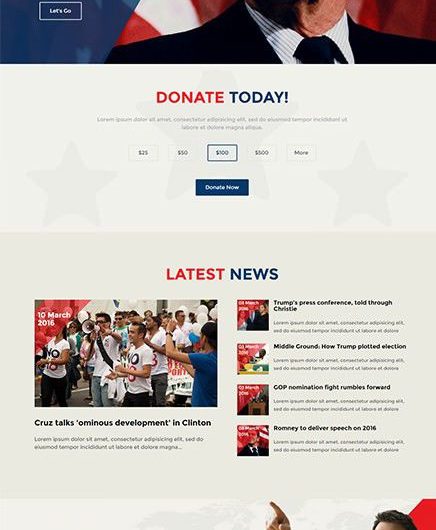 Let's Go
DONATE TODAY!
Lorem ipsum dolor sit amet, consectetur adipisicing elit, sed do eiusmod tempor incididunt ut labore et
dolore magna aliqua.
$25
$50
$100
$500
More
Donate Now
LATEST NEWS
10 March
2016
NO
Cruz talks 'ominous development' in Clinton
Lorem ipsum dolor sit amet, consectetur adipisicing elit, sed do
eiusmod tempor incididunt ut labore et dolore magna aliqua...
03 March
2016
Trump's press conference, told through
Christie
Lorem ipsum dolor sit amet, consectetur adipisicing elit,
sed do eiusmod tempor incididunt ut labore et dolore
Middle Ground: How Trump plotted election
Lorem ipsum dolor sit amet, consectetur adipisicing elit,
sed do eiusmod tempor incididunt ut labore et dolore
GOP nomination fight rumbles forward
Lorem ipsum dolor sit amet, consectetur adipisicing elit,
sed do eiusmod tempor incididunt ut labore et dolore
Romney to deliver speech on 2016
Lorem ipsum dolor sit amet, consectetur adipisicing elit,
sed do eiusmod tempor incididunt ut labore et dolore